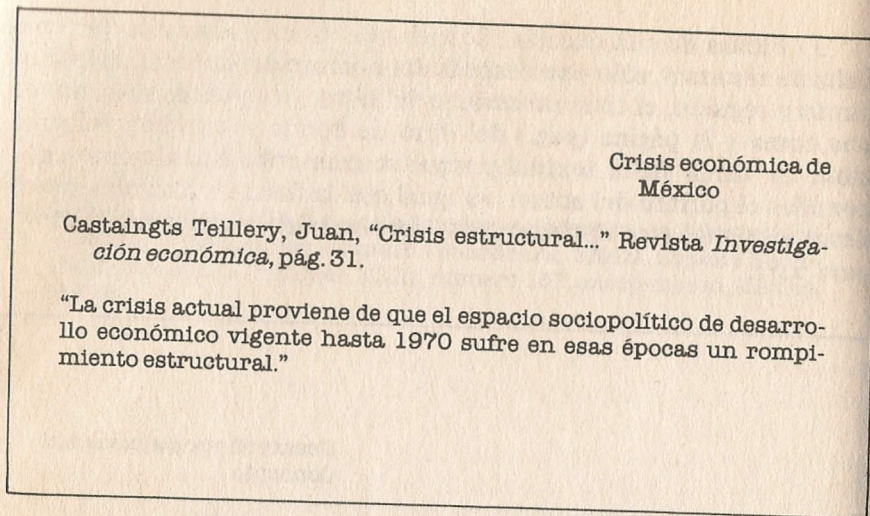 Crisis económica de
México
Castaingts Teillery, Juan, “Crisis estructural...” Revista Investiga-
ción económica, pág. 31.
“La crisis actual proviene de que el espacio sociopolítico de desarro-
llo económico vigente hasta 1970 sufre en esas épocas un rompi-
miento estructural.”